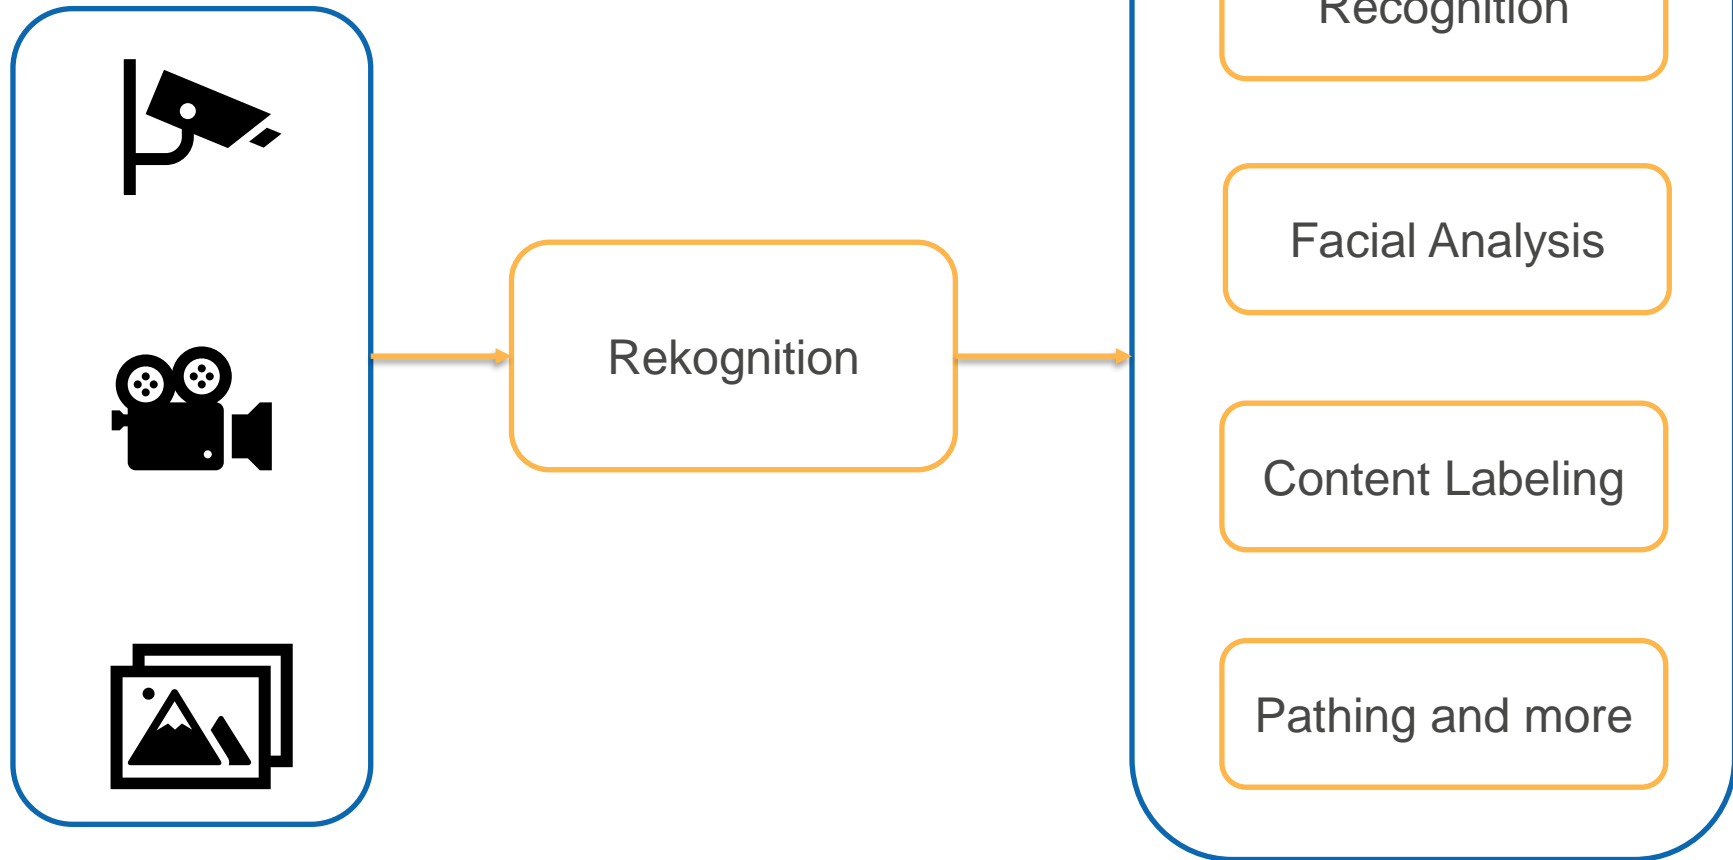 Rekognition
Recognition
Facial Analysis
Content Labeling
Pathing and more